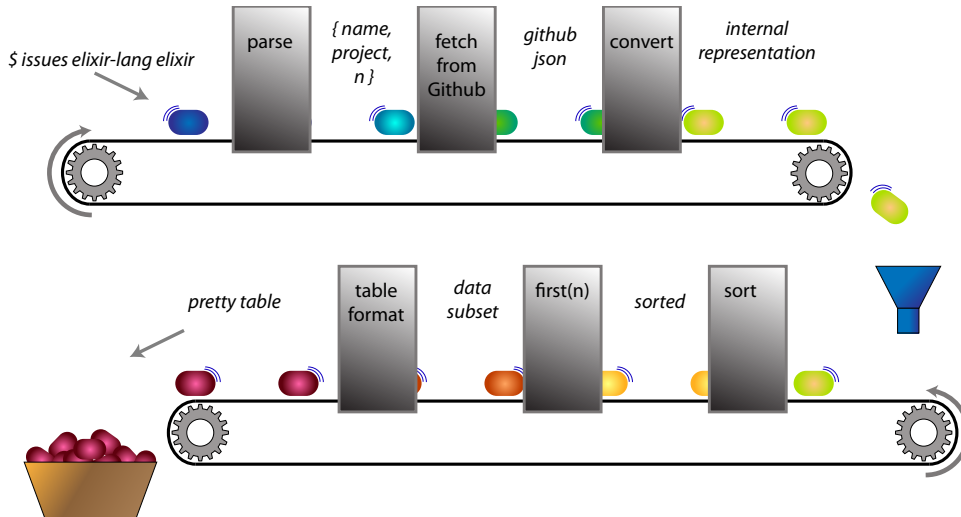 $ issues elixir-lang elixir
parse
{ name,
project,
n }
fetch
from
Github
github
json
convert
internal
representation
pretty table
table
format
data
subset
first(n)
sorted
sort